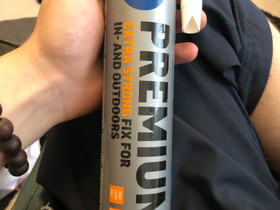 PREMIUM
EXTRA STRONG FIX FOR
IN- AND OUTDOORS